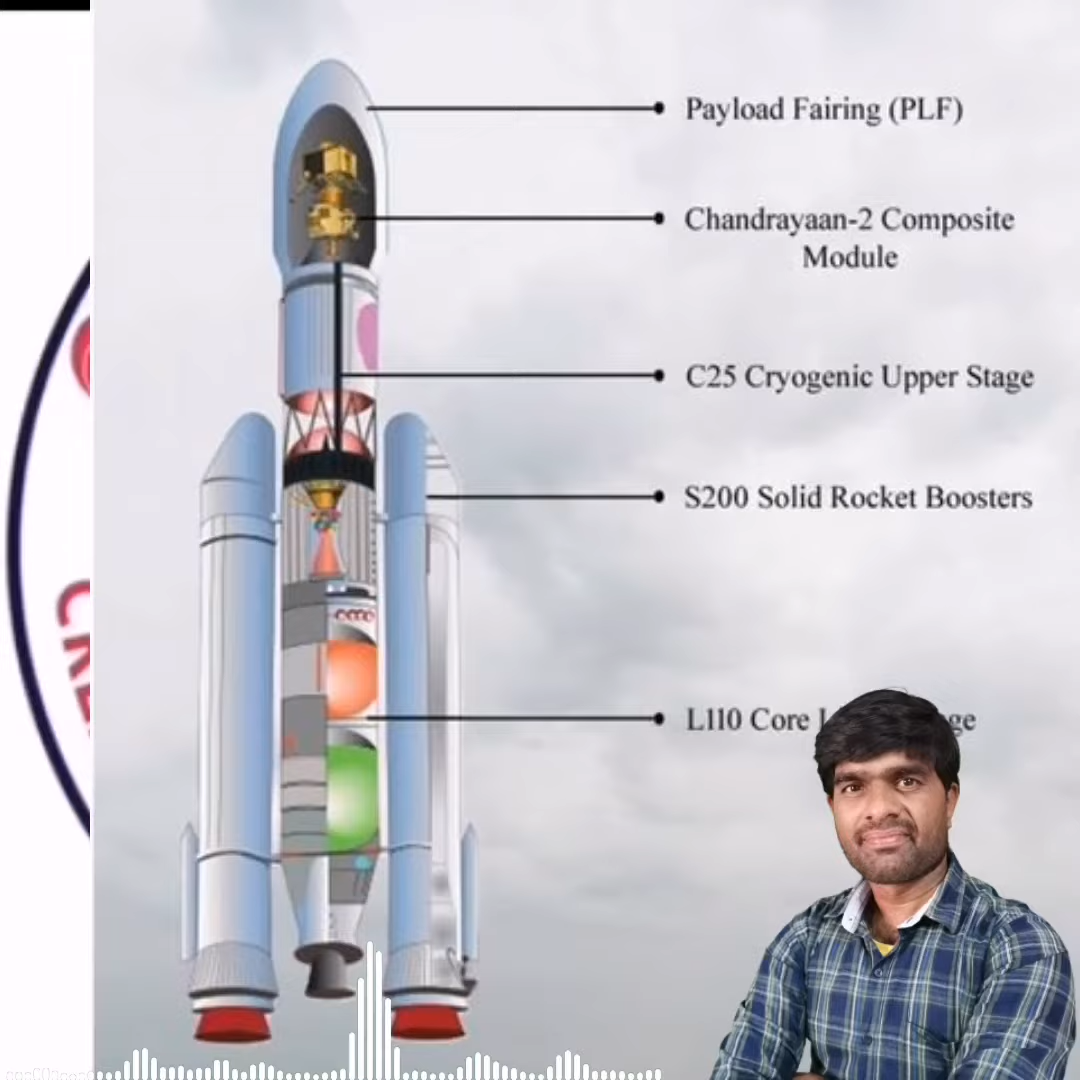 Payload Fairing (PLF)
Chandrayaan-2 Composite
Module
C25 Cryogenic Upper Stage
S200 Solid Rocket Boosters
L110 Core